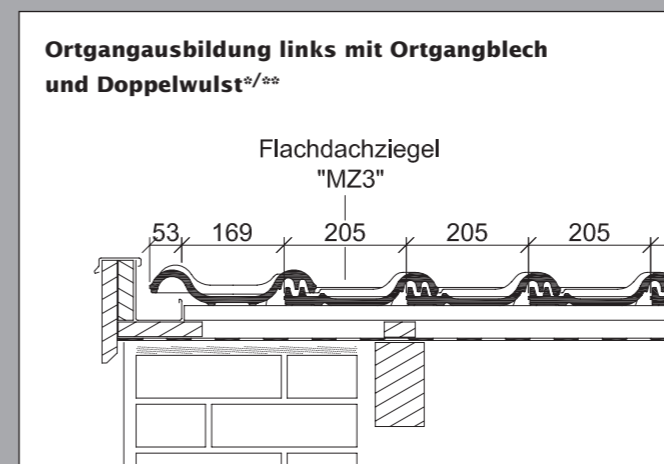 Ortgangausbildung links mit Ortgangblech
und Doppelwulst*/**
Flachdachziegel
"MZ3"
53 169 205 205 205